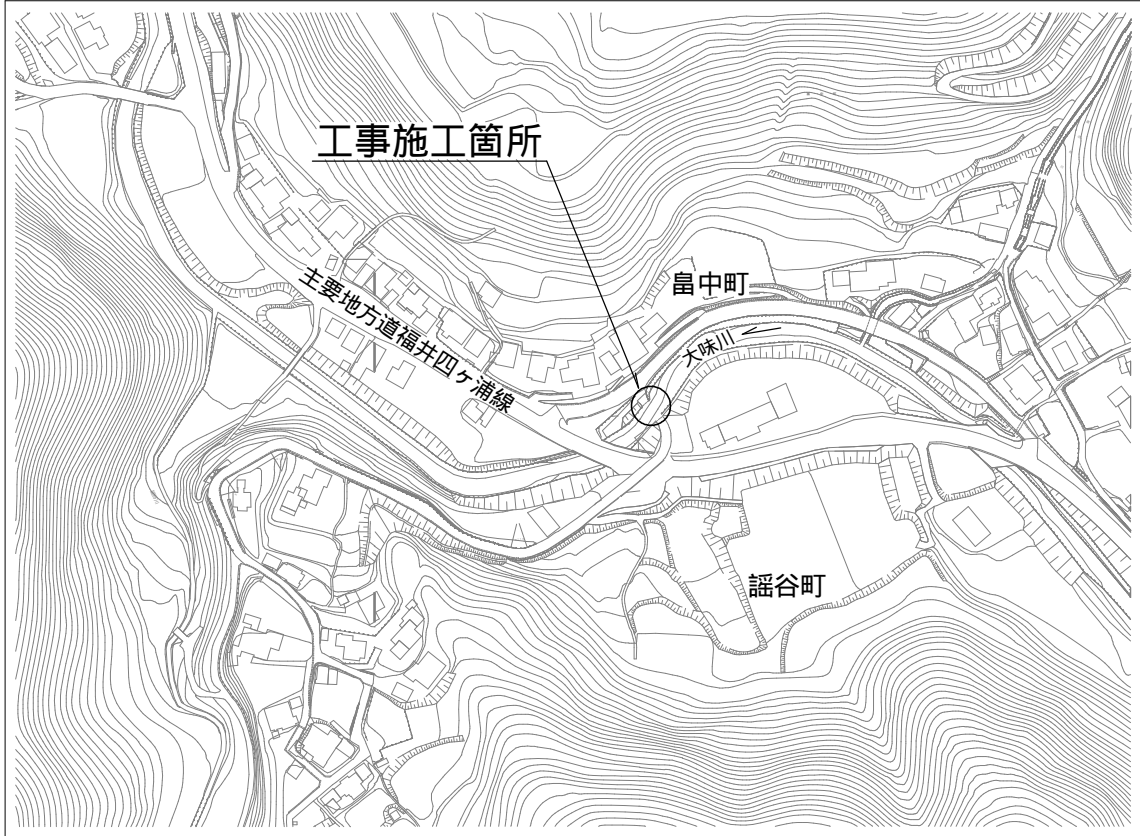 工事施工箇所
畠中町
主要地方道福井四ヶ浦線
大味川
謡谷町